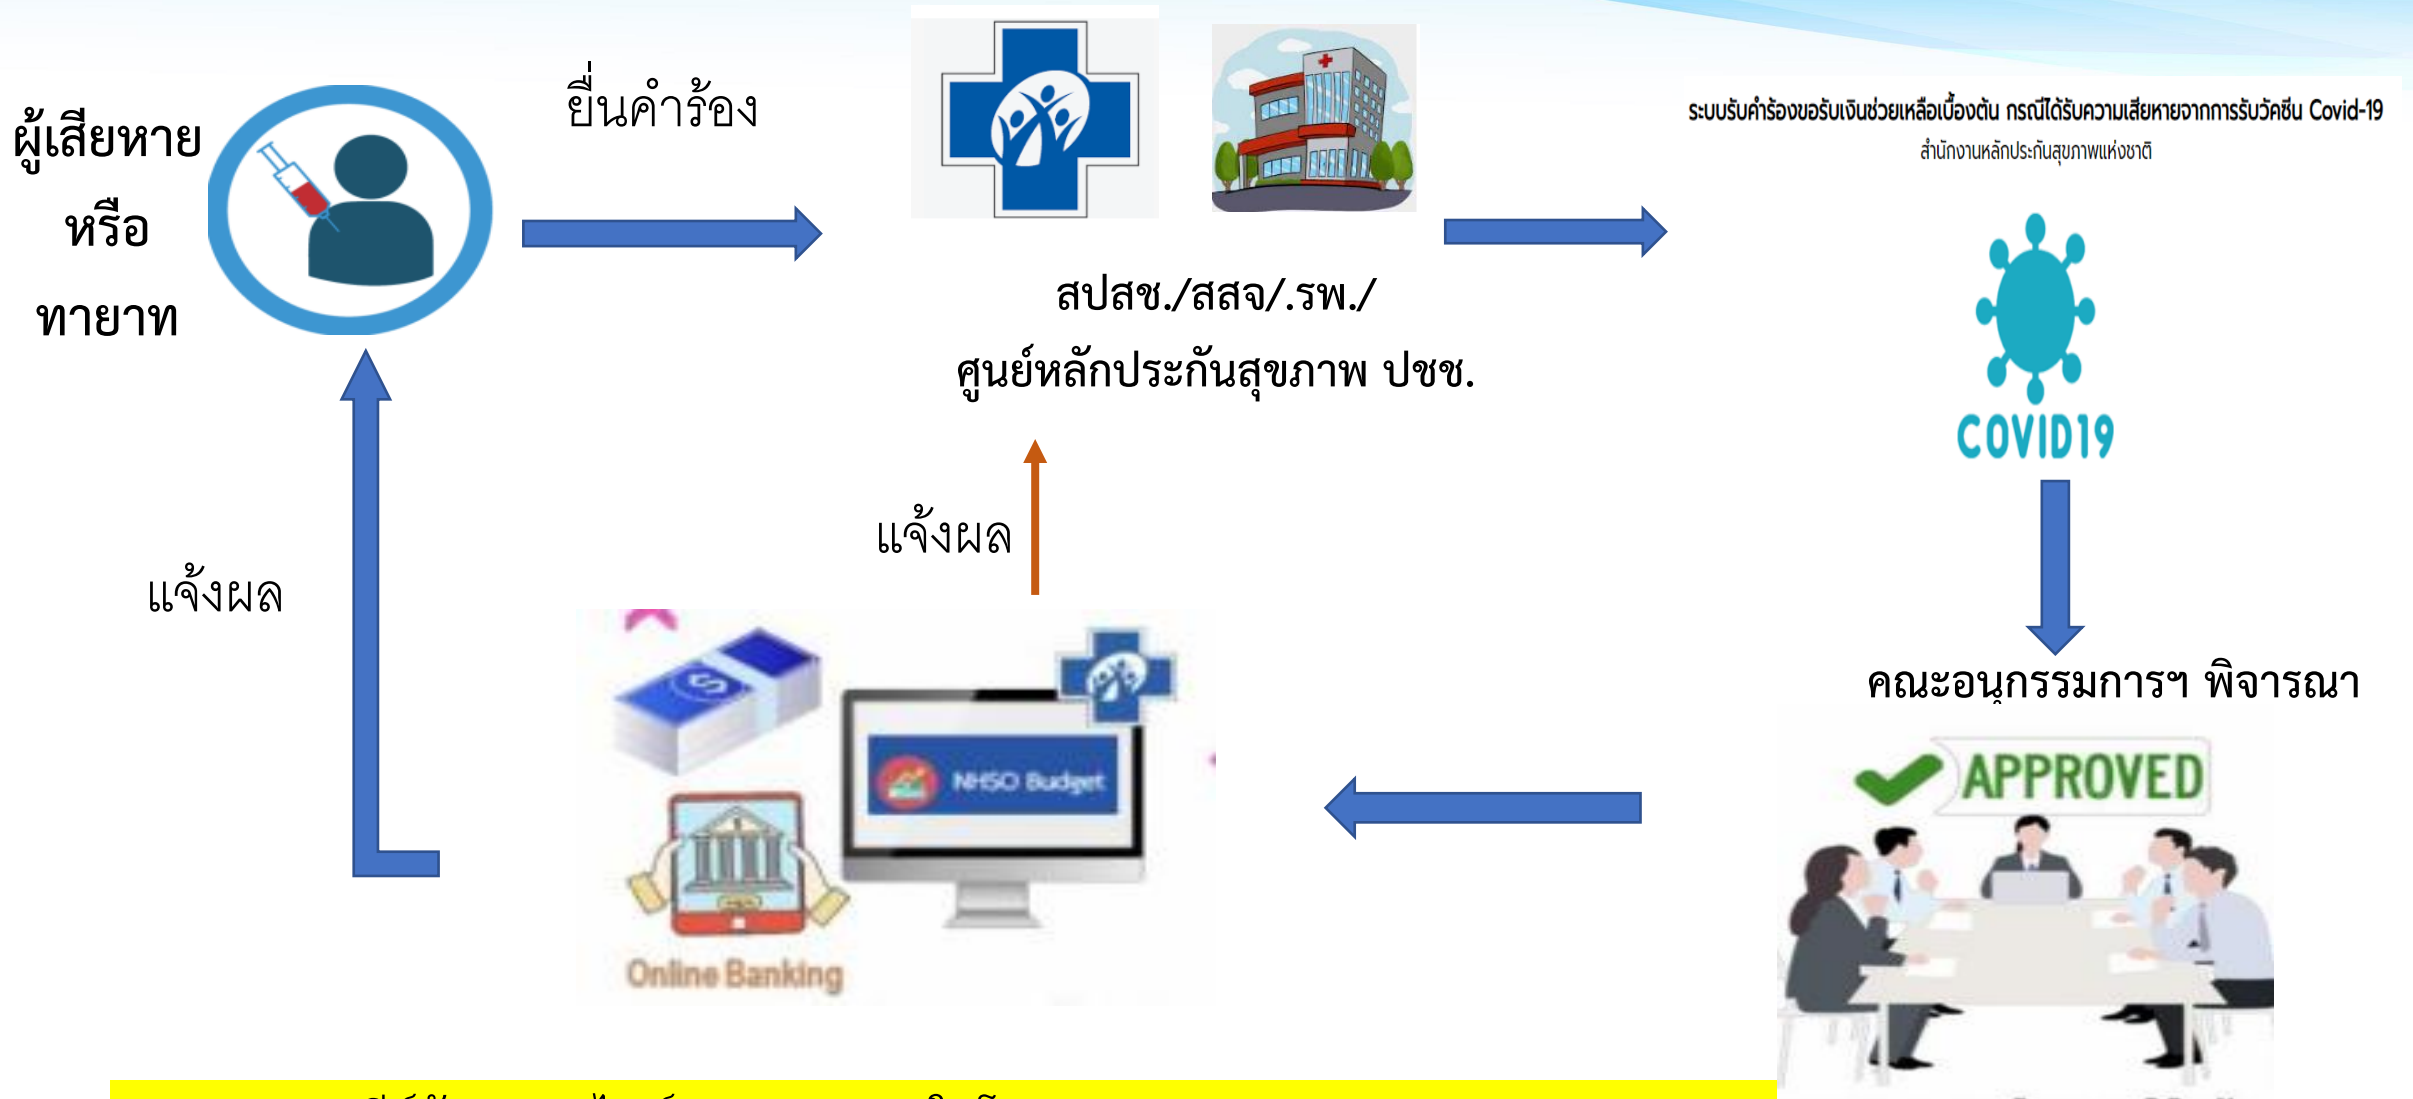 ผู้เสียหาย
หรือ
ทายาท
ยื่นคำร้อง
สปสช./สสจ/.รพ./
ศูนย์หลักประกันสุขภาพ ปชช.
ระบบรับคำร้องขอรับเงินช่วยเหลือเบื้องต้น กรณีได้รับความเสียหายจากการรับวัคซีน Covid-19
สำนักงานหลักประกันสุขภาพแห่งชาติ
COVID19
คณะอนุกรรมการฯ พิจารณา
APPROVED
แจ้งผล
NHSO Budget
Online Banking
แจ้งผล